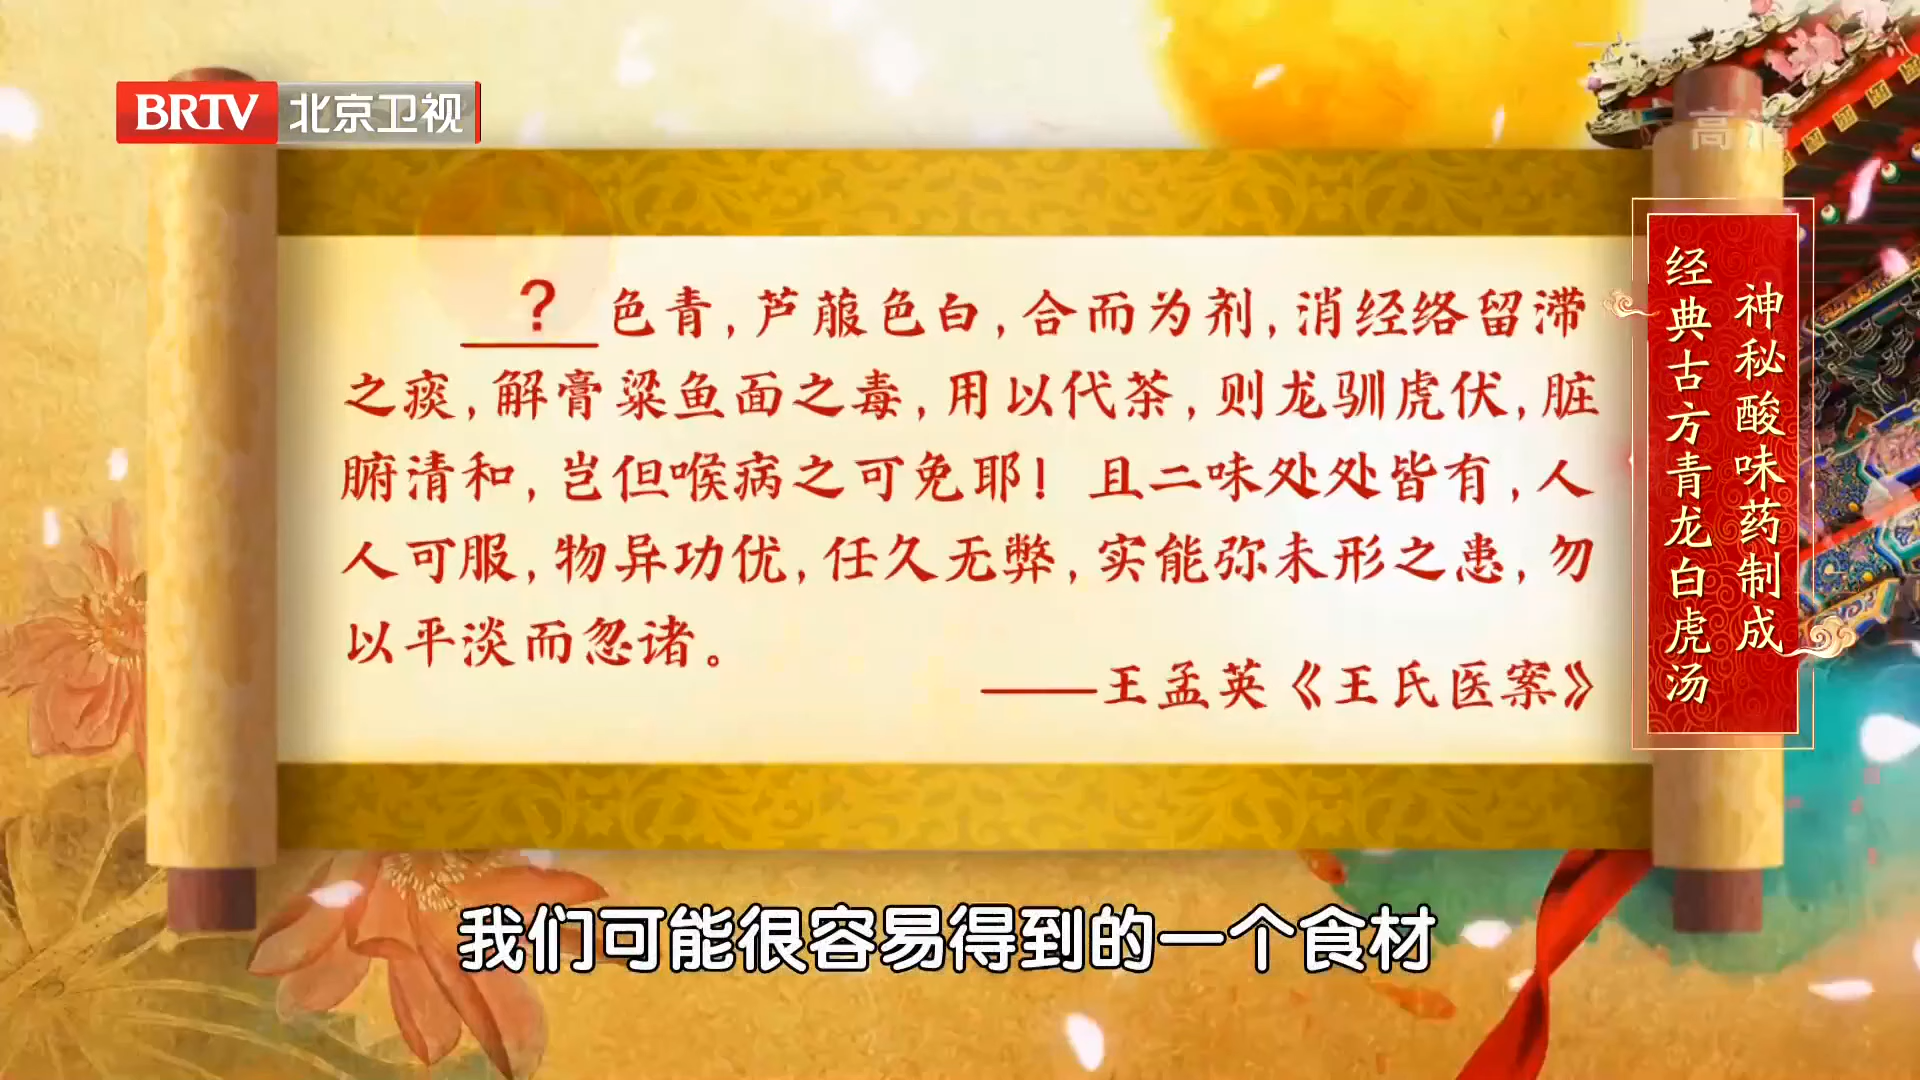 BRTV 北京卫视
高清
？色青，芦菔色白，合而为剂，消经络留滞
之痰，解膏粱鱼面之毒，用以代茶，则龙驯虎伏，脏
腑清和，岂但喉病之可免耶！且二味处处皆有，人
人可服，物异功优，任久无弊，实能弥未形之患，勿
以平淡而忽诸。
——王孟英《王氏医案》
神秘酸味药制成
经典古方青龙白虎汤
我们可能很容易得到的一个食材